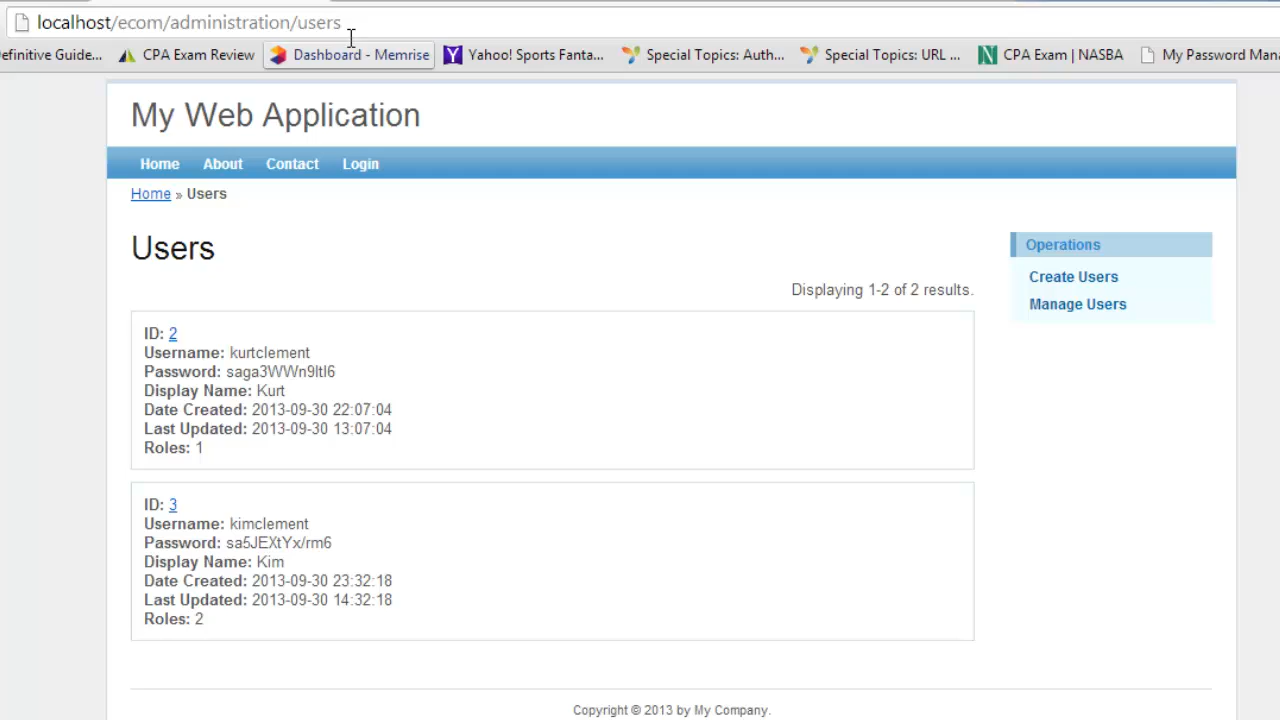 localhost/ecom/administration/users
efinitive Guide... CPA Exam Review Dashboard - Memrise Yahoo! Sports Fanta... Special Topics: Auth... Special Topics: URL ... CPA Exam | NASBA My Password Man
My Web Application
Home About Contact Login
Home » Users
Users
Operations
Create Users
Manage Users
Displaying 1-2 of 2 results.
ID: 2
Username: kurtclement
Password: saga3WWn9ltI6
Display Name: Kurt
Date Created: 2013-09-30 22:07:04
Last Updated: 2013-09-30 13:07:04
Roles: 1
ID: 3
Username: kimclement
Password: sa5JEXtYx/rm6
Display Name: Kim
Date Created: 2013-09-30 23:32:18
Last Updated: 2013-09-30 14:32:18
Roles: 2
Copyright © 2013 by My Company.